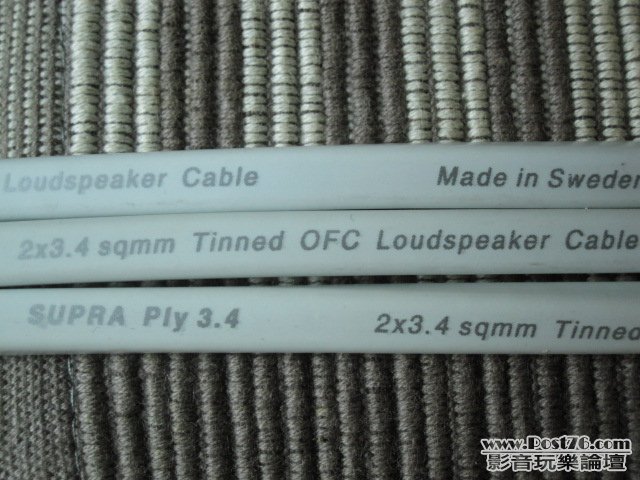 Loudspeaker Cable Made in Sweden
2x3.4 sqmm Tinned OFC Loudspeaker Cable
SUPRA Ply 3.4 2x3.4 sqmm Tinned
www.Post76.com
影音玩樂論壇